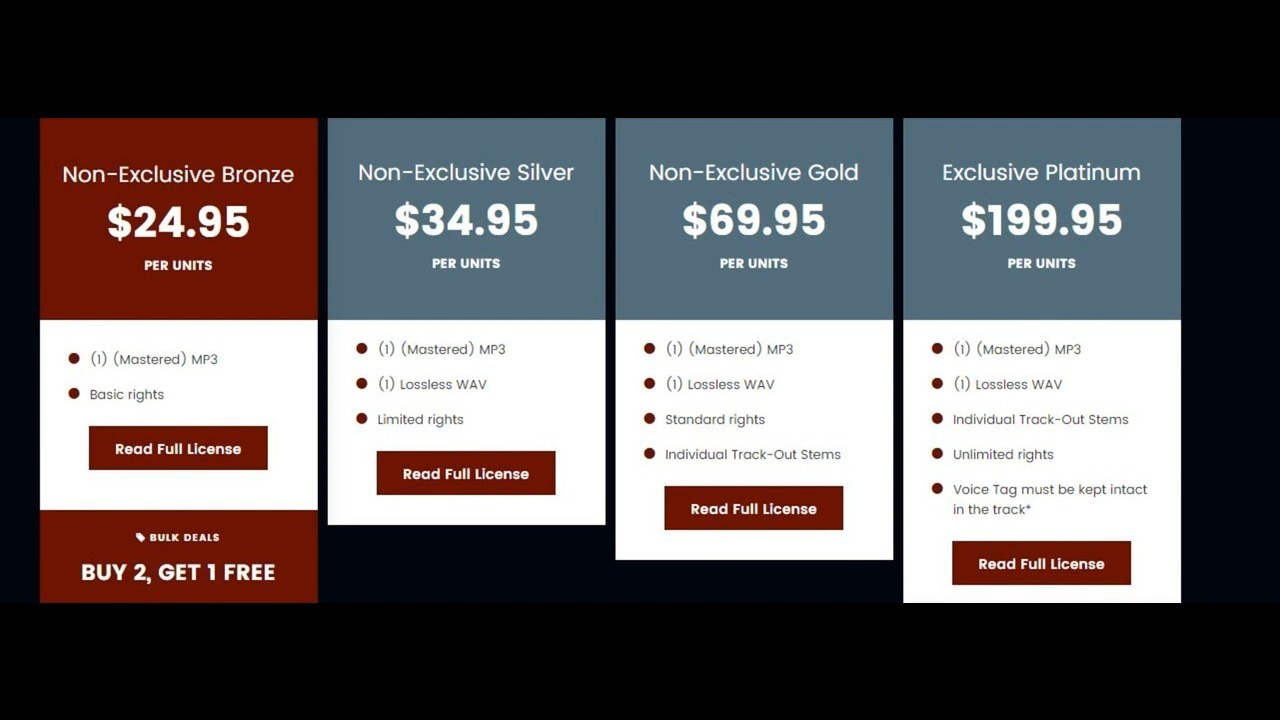 Non-Exclusive Bronze
$24.95
PER UNITS
(1) (Mastered) MP3
Basic rights
Read Full License
BULK DEALS
BUY 2, GET 1 FREE
Non-Exclusive Silver
$34.95
PER UNITS
(1) (Mastered) MP3
(1) Lossless WAV
Limited rights
Read Full License
Non-Exclusive Gold
$69.95
PER UNITS
(1) (Mastered) MP3
(1) Lossless WAV
Standard rights
Individual Track-Out Stems
Read Full License
Exclusive Platinum
$199.95
PER UNITS
(1) (Mastered) MP3
(1) Lossless WAV
Individual Track-Out Stems
Unlimited rights
Voice Tag must be kept intact
in the track*
Read Full License